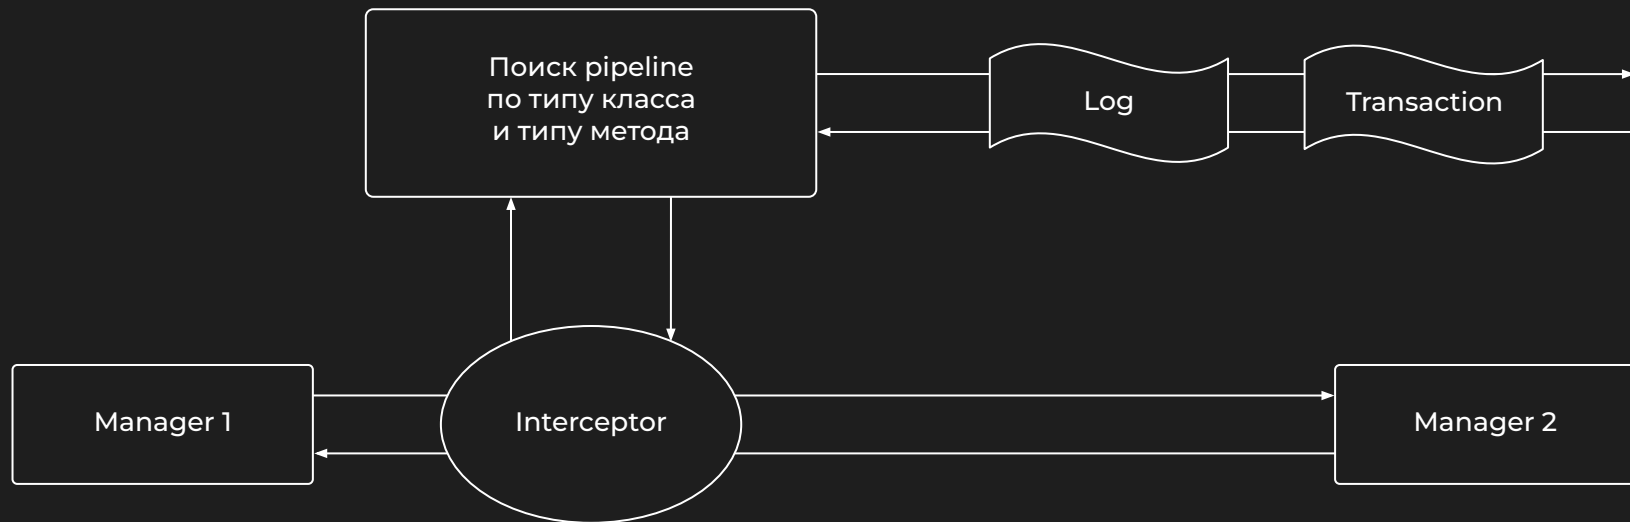 Поиск pipeline
по типу класса
и типу метода
Log
Transaction
Manager 1
Interceptor
Manager 2